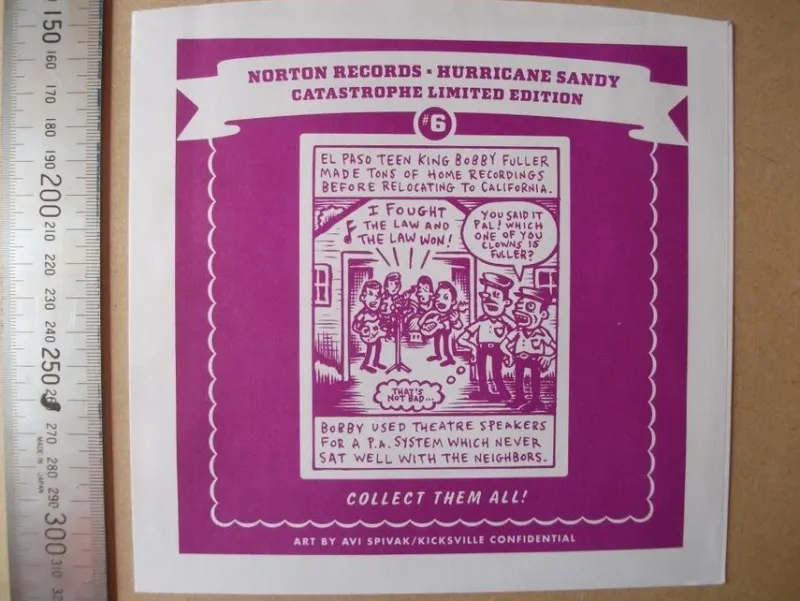 NORTON RECORDS · HURRICANE SANDY
CATASTROPHE LIMITED EDITION
#6
EL PASO TEEN KING BOBBY FULLER
MADE TONS OF HOME RECORDINGS
BEFORE RELOCATING TO CALIFORNIA.
I FOUGHT
THE LAW AND
THE LAW WON!
YOU SAID IT
PAL! WHICH
ONE OF YOU
CLOWNS IS
FULLER?
THAT'S
NOT BAD...
BOBBY USED THEATRE SPEAKERS
FOR A P.A. SYSTEM WHICH NEVER
SAT WELL WITH THE NEIGHBORS.
COLLECT THEM ALL!
ART BY AVI SPIVAK/KICKSVILLE CONFIDENTIAL
150
160
170
180
190
200
210
220
230
240
250
270
280
290
300
310
MADE IN JAPAN